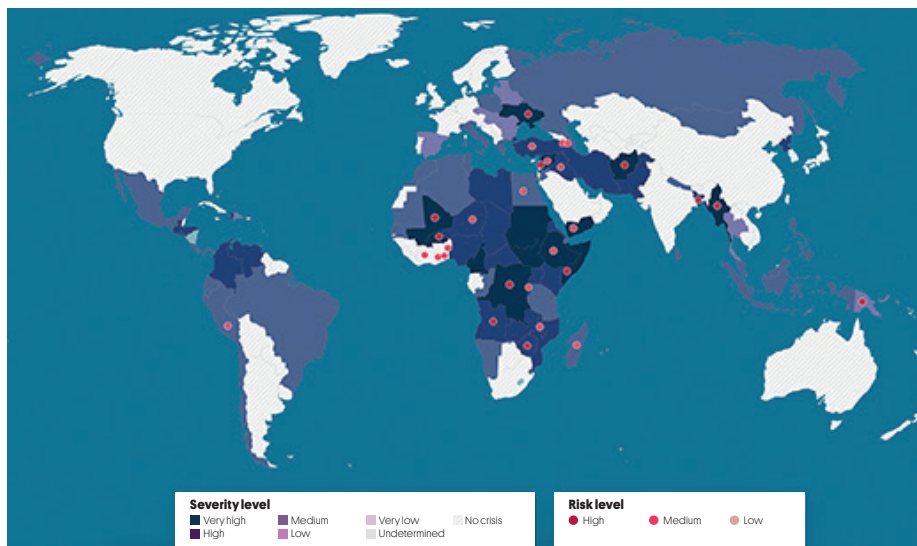 Severity level
Very high
Medium
Very low
No crisis
High
Low
Undetermined
Risk level
High
Medium
Low